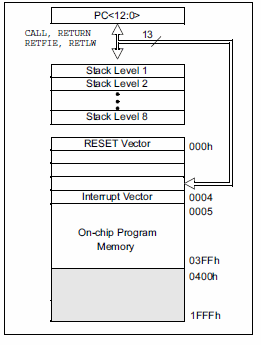 PC<12:0>
CALL, RETURN
RETFIE, RETLW
13
Stack Level 1
Stack Level 2
Stack Level 8
RESET Vector
000h
Interrupt Vector
0004
0005
On-chip Program
Memory
03FFh
0400h
1FFFh